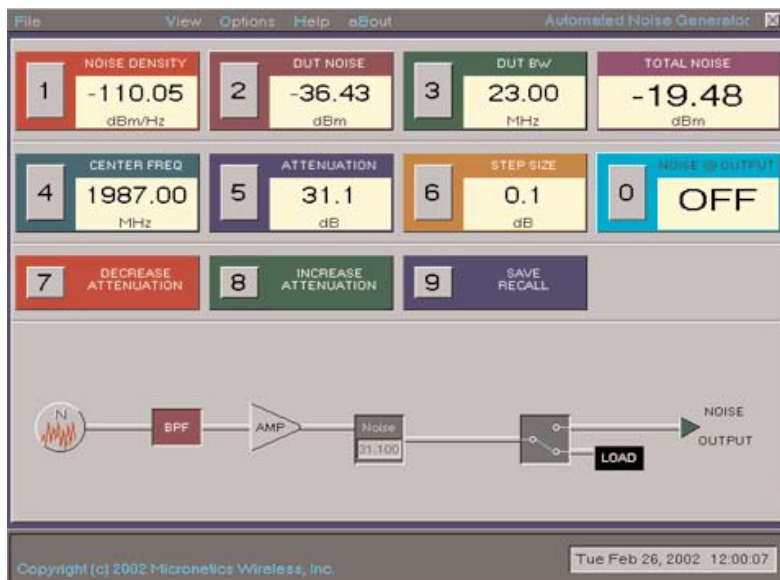 File View Options Help aBout Automated Noise Generator X
NOISE DENSITY DUT NOISE DUT BW TOTAL NOISE
1 -110.05 2 -36.43 3 23.00 -19.48
dBm/Hz dBm MHz dBm
CENTER FREQ ATTENUATION STEP SIZE NOISE @ OUTPUT
4 1987.00 5 31.1 6 0.1 0 OFF
MHz dB dB
7 DECREASE ATTENUATION 8 INCREASE ATTENUATION 9 SAVE RECALL
N BPF AMP Noise 31.100 LOAD NOISE OUTPUT
Copyright (c) 2002 Micronetics Wireless, Inc. Tue Feb 26, 2002 12:00:07